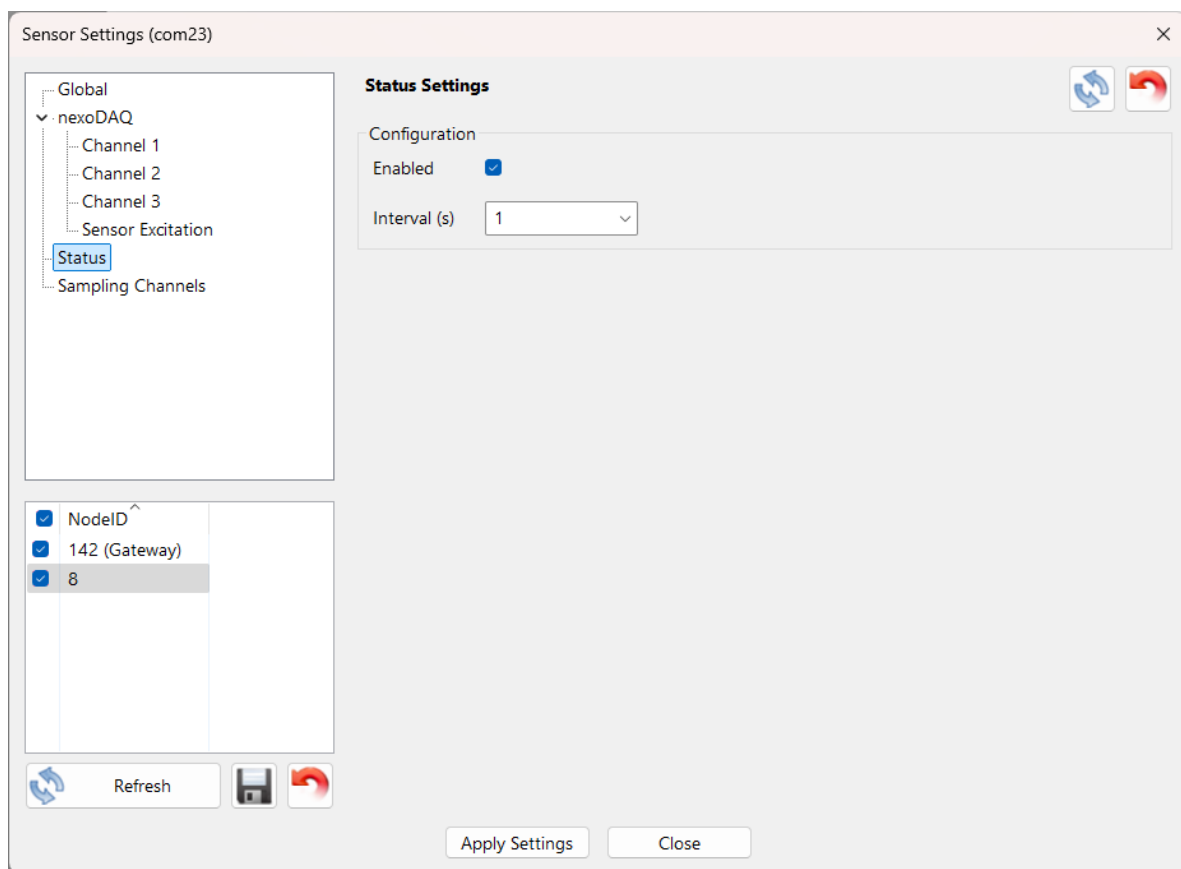 Sensor Settings (com23)
Global
nexoDAQ
Channel 1
Channel 2
Channel 3
Sensor Excitation
Status
Sampling Channels
Status Settings
Configuration
Enabled
Interval (s) 1
NodeID
142 (Gateway)
8
Refresh
Apply Settings Close